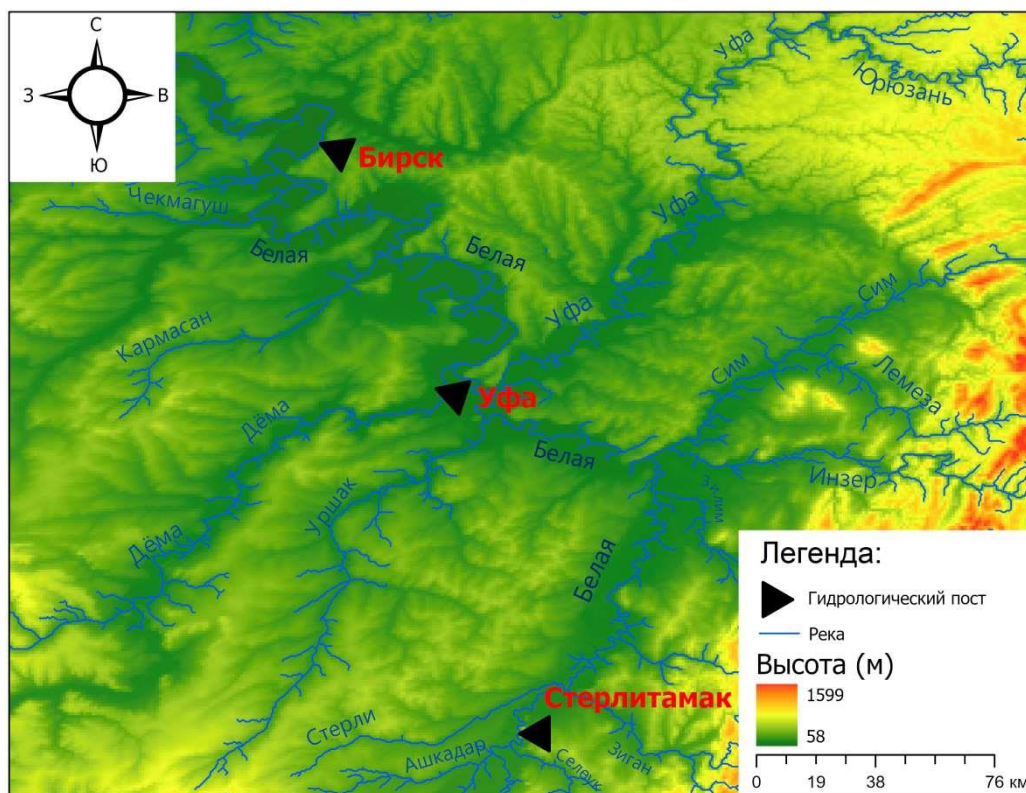 С
З
В
Ю
Уфа
Юрюзань
Бирск
Чекмагуш
Уфа
Белая
Белая
Уфа
Сим
Кармасан
Сим
Лемеза
Уфа
Дёма
Белая
Инзер
Зилим
Уршак
Дёма
Белая
Легенда:
Гидрологический пост
Река
Высота (м)
1599
58
Стерлитамак
Стерли
Ашкадар
Селеук
Зиган
0 19 38 76 км